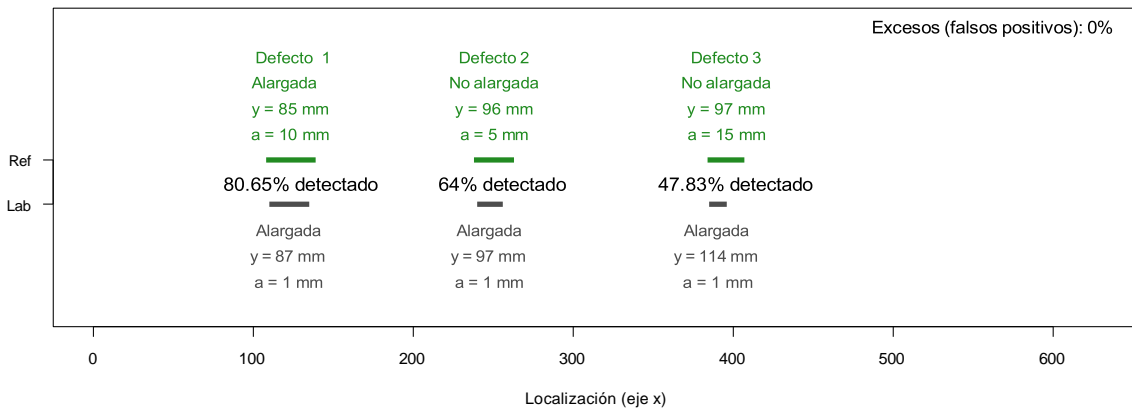 Excesos (falsos positivos): 0%
Defecto 1
Alargada
y = 85 mm
a = 10 mm
Defecto 2
No alargada
y = 96 mm
a = 5 mm
Defecto 3
No alargada
y = 97 mm
a = 15 mm
Ref
80.65% detectado
64% detectado
47.83% detectado
Lab
Alargada
y = 87 mm
a = 1 mm
Alargada
y = 97 mm
a = 1 mm
Alargada
y = 114 mm
a = 1 mm
0 100 200 300 400 500 600
Localización (eje x)